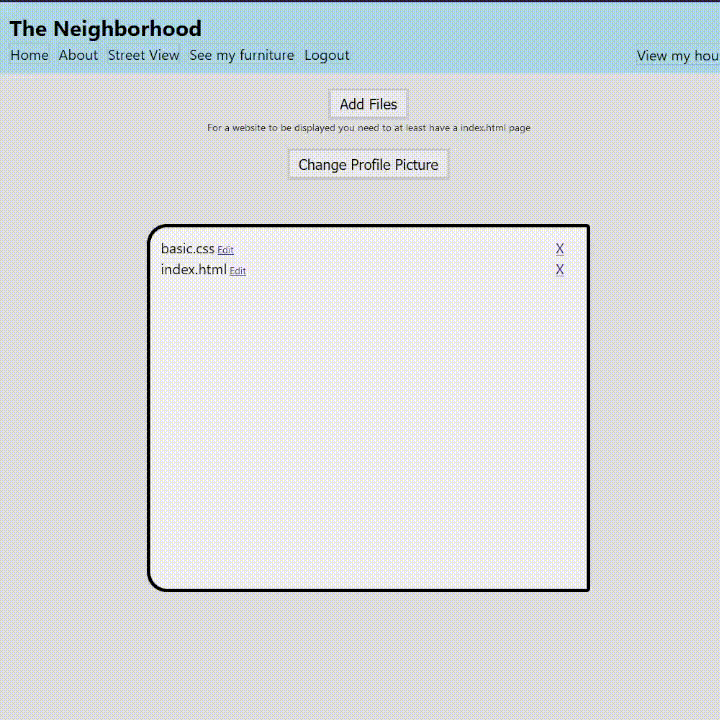 The Neighborhood
Home About Street View See my furniture Logout View my hou
Add Files
For a website to be displayed you need to at least have a index.html page
Change Profile Picture
basic.css Edit X
index.html Edit X